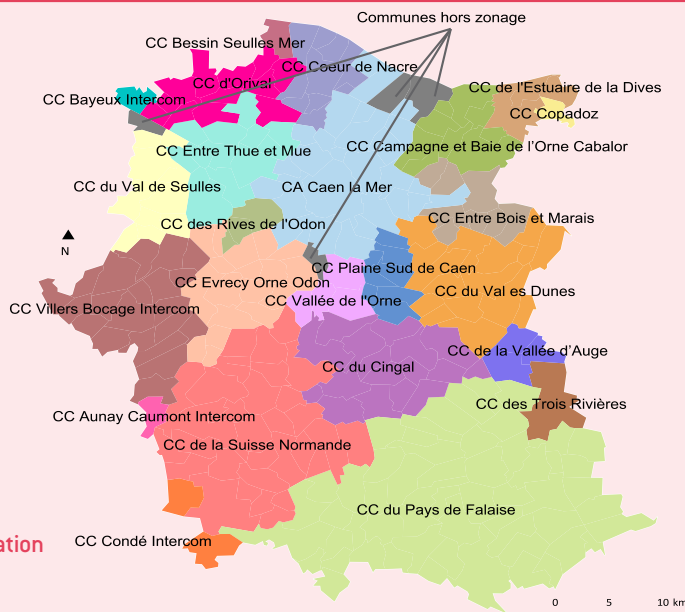 Communes hors zonage
CC Bessin Seulles Mer
CC Coeur de Nacre
CC d'Orival
CC de l'Estuaire de la Dives
CC Bayeux Intercom
CC Copadoz
CC Campagne et Baie de l'Orne Cabalor
CC Entre Thue et Mue
CC du Val de Seulles
CA Caen la Mer
CC Entre Bois et Marais
CC des Rives de l'Odon
N
CC Plaine Sud de Caen
CC Evrecy Orne Odon
CC du Val es Dunes
CC Vallée de l'Orne
CC Villers Bocage Intercom
CC de la Vallée d'Auge
CC du Cingal
CC des Trois Rivières
CC Aunay Caumont Intercom
CC de la Suisse Normande
CC du Pays de Falaise
ation
CC Condé Intercom
0 5 10 km